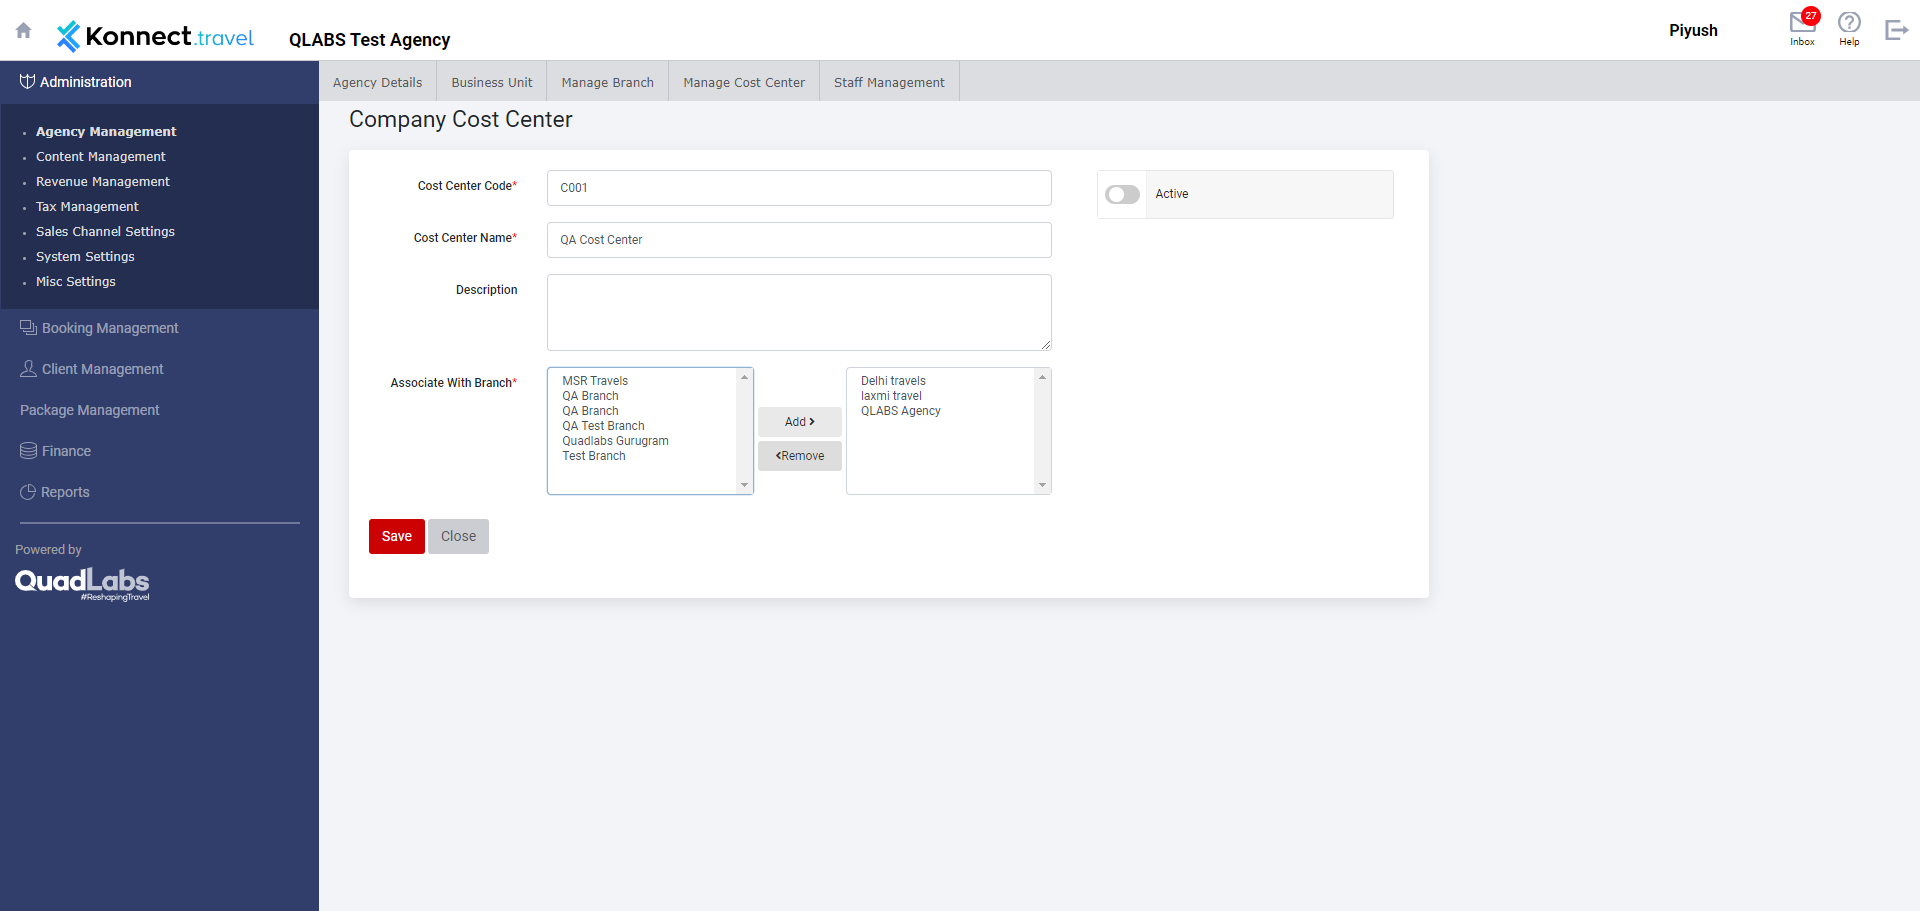 Konnect.travel
QLABS Test Agency
Piyush
27
Inbox
Help
Administration
Agency Management
Content Management
Revenue Management
Tax Management
Sales Channel Settings
System Settings
Misc Settings
Booking Management
Client Management
Package Management
Finance
Reports
Powered by
QuadLabs
#ReshapingTravel
Agency Details
Business Unit
Manage Branch
Manage Cost Center
Staff Management
Company Cost Center
Cost Center Code*
C001
Active
Cost Center Name*
QA Cost Center
Description
Associate With Branch*
MSR Travels
QA Branch
QA Branch
QA Test Branch
Quadlabs Gurugram
Test Branch
Add
Remove
Delhi travels
laxmi travel
QLABS Agency
Save
Close